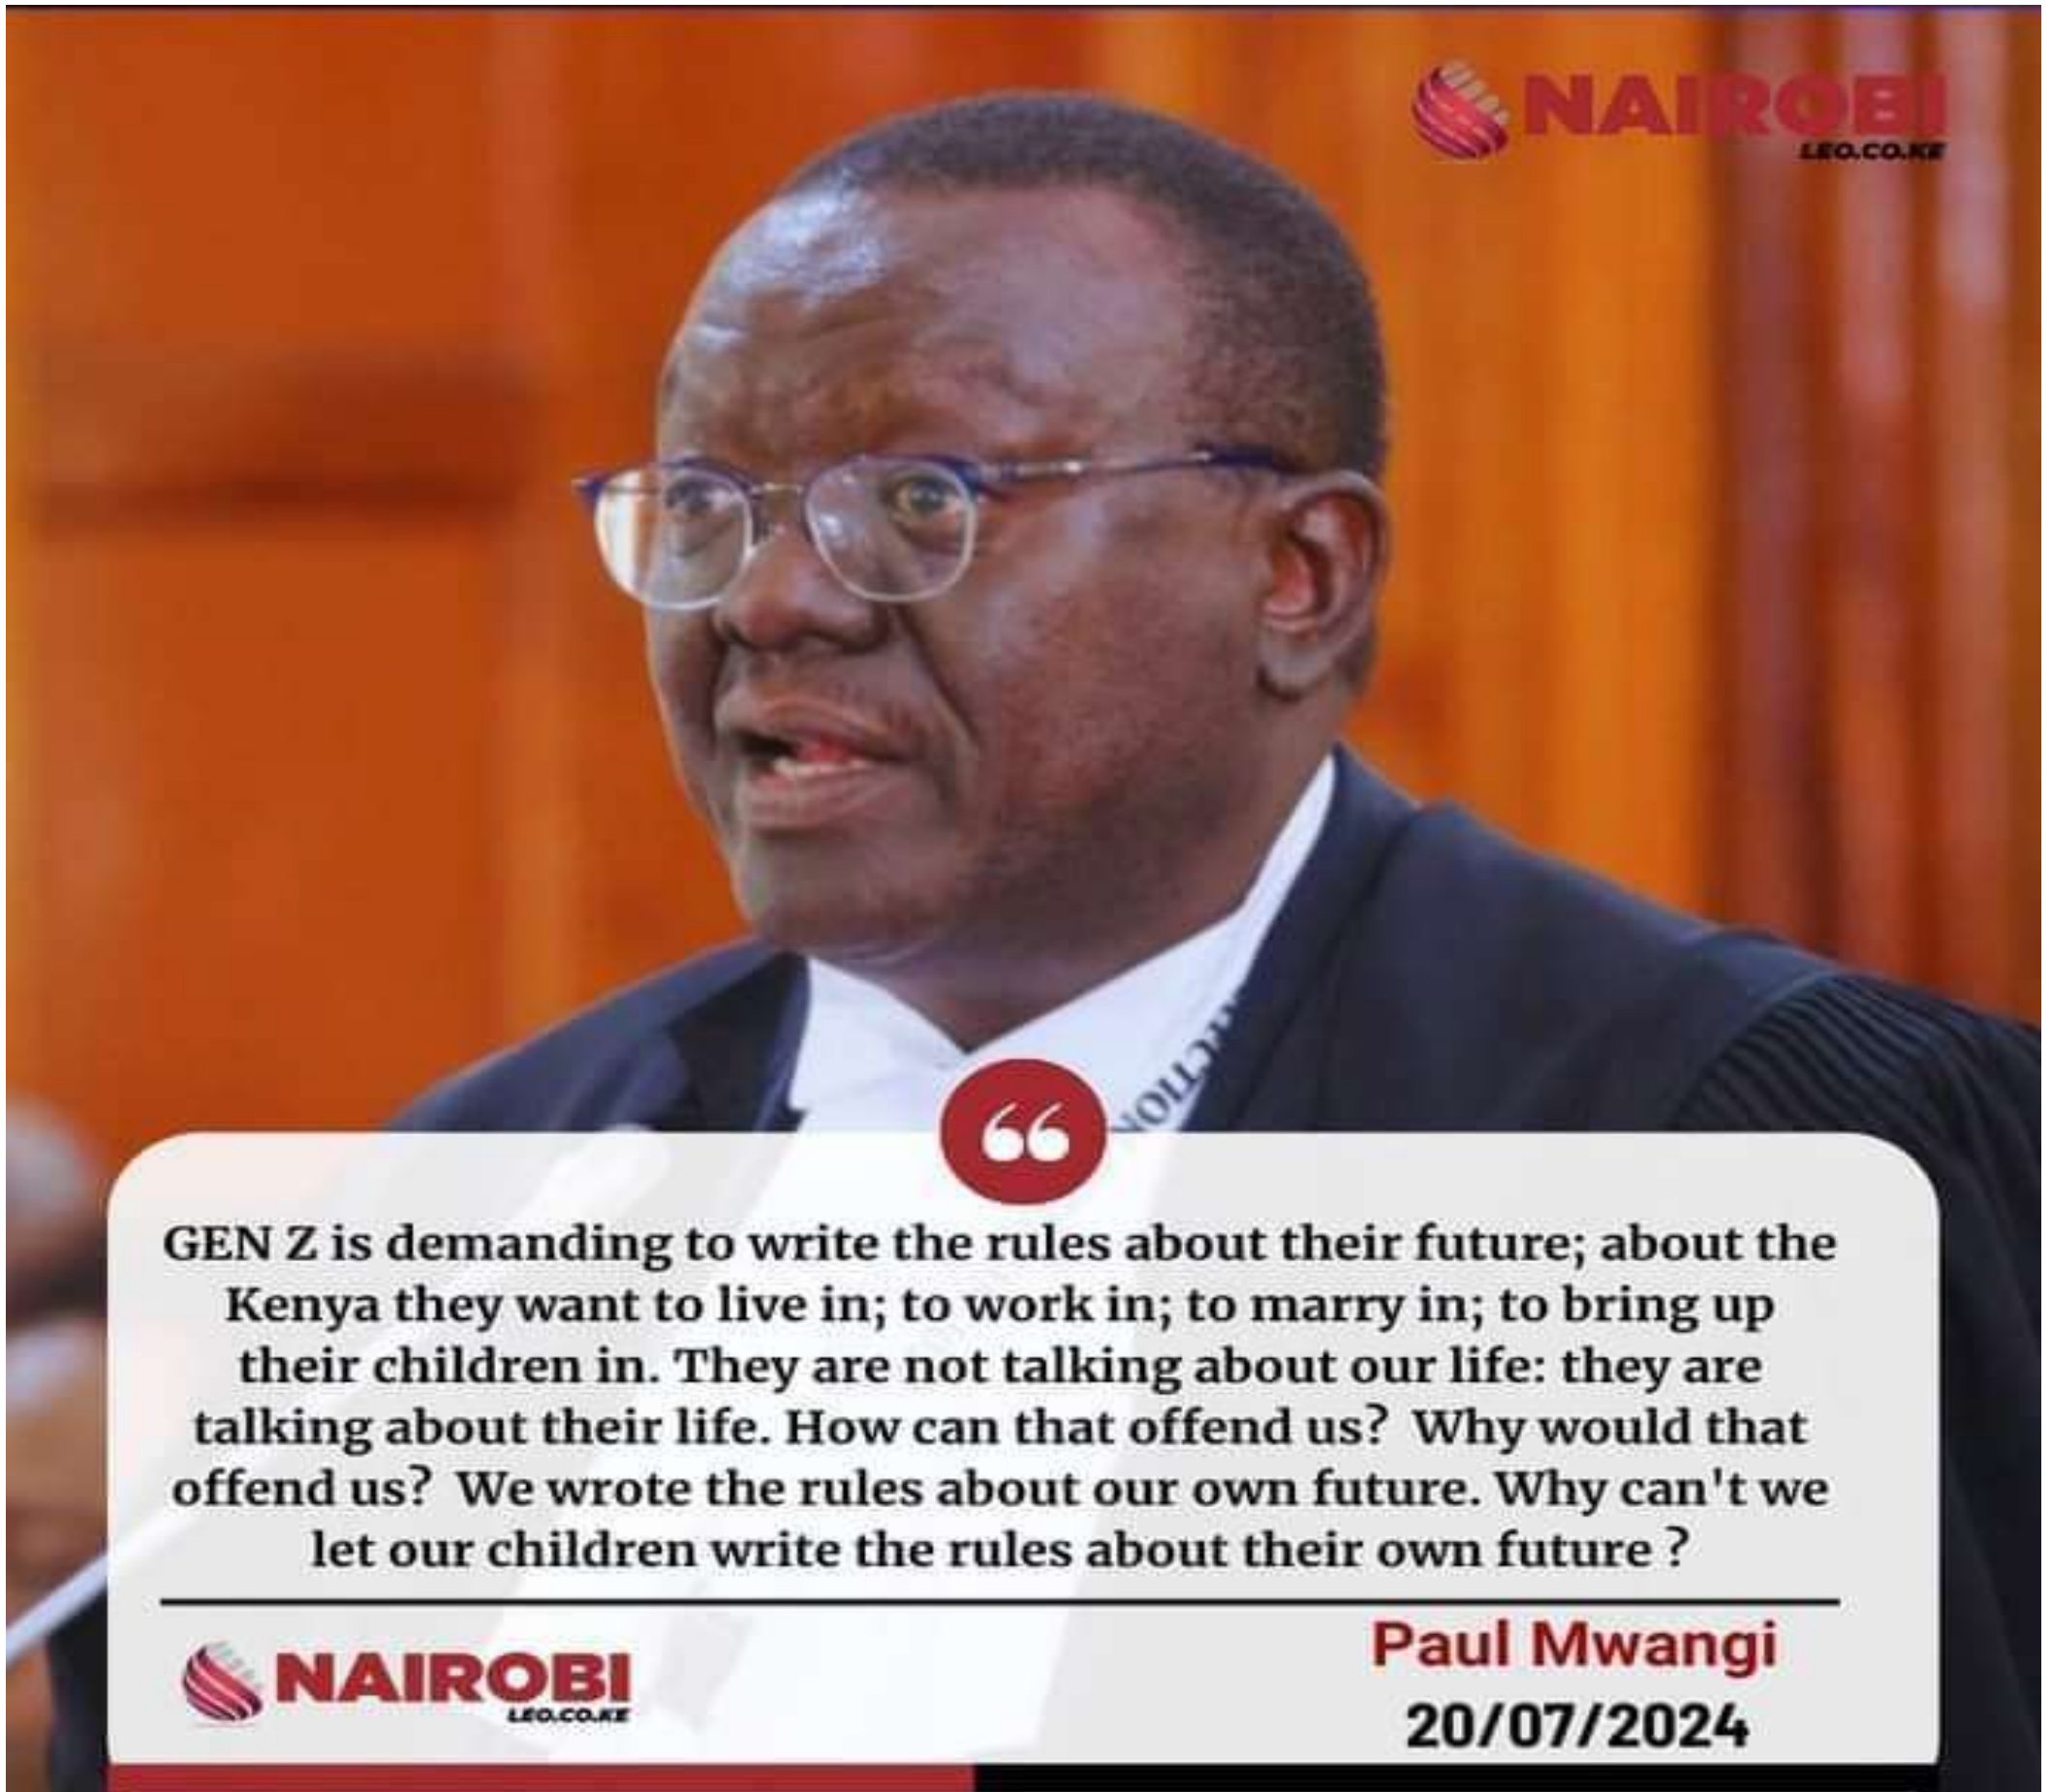 NAIROBI
LEO.CO.KE
GEN Z is demanding to write the rules about their future; about the
Kenya they want to live in; to work in; to marry in; to bring up
their children in. They are not talking about our life: they are
talking about their life. How can that offend us? Why would that
offend us? We wrote the rules about our own future. Why can't we
let our children write the rules about their own future ?
NAIROBI
LEO.CO.KE
Paul Mwangi
20/07/2024